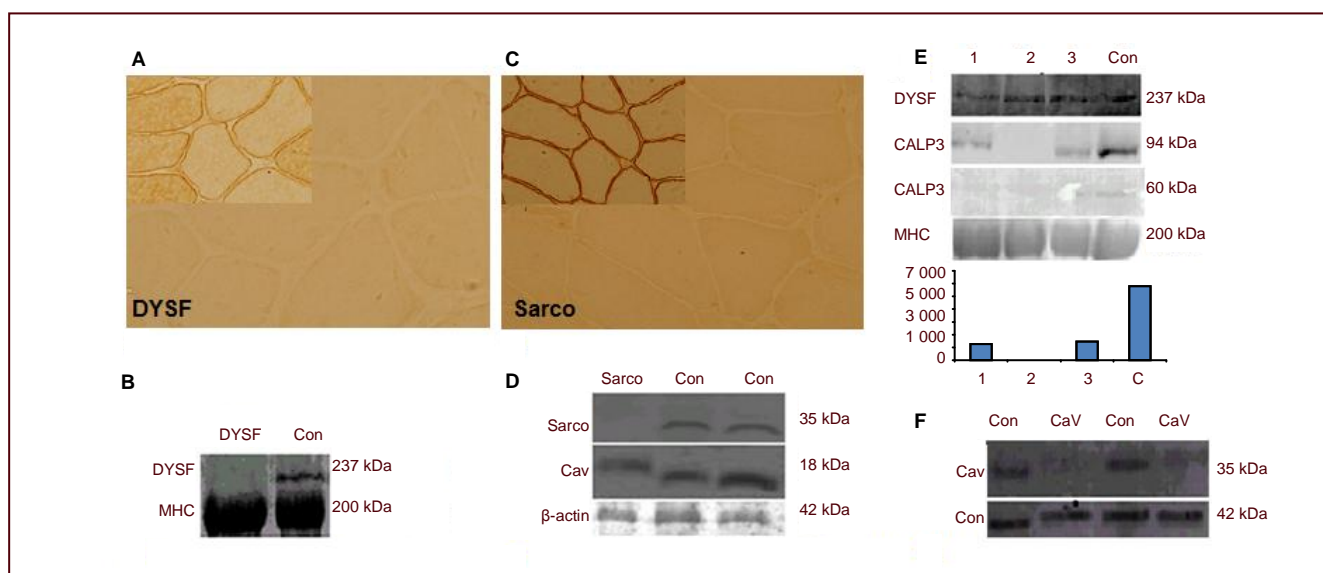 A
DYSF
B
DYSF Con
DYSF 237 kDa
MHC 200 kDa
C
Sarco
D
Sarco Con Con
Sarco 35 kDa
Cav 18 kDa
β-actin 42 kDa
E
1 2 3 Con
DYSF 237 kDa
CALP3 94 kDa
CALP3 60 kDa
MHC 200 kDa
7 000
5 000
3 000
1 000
0
1 2 3 C
F
Con CaV Con CaV
Cav 35 kDa
Con 42 kDa